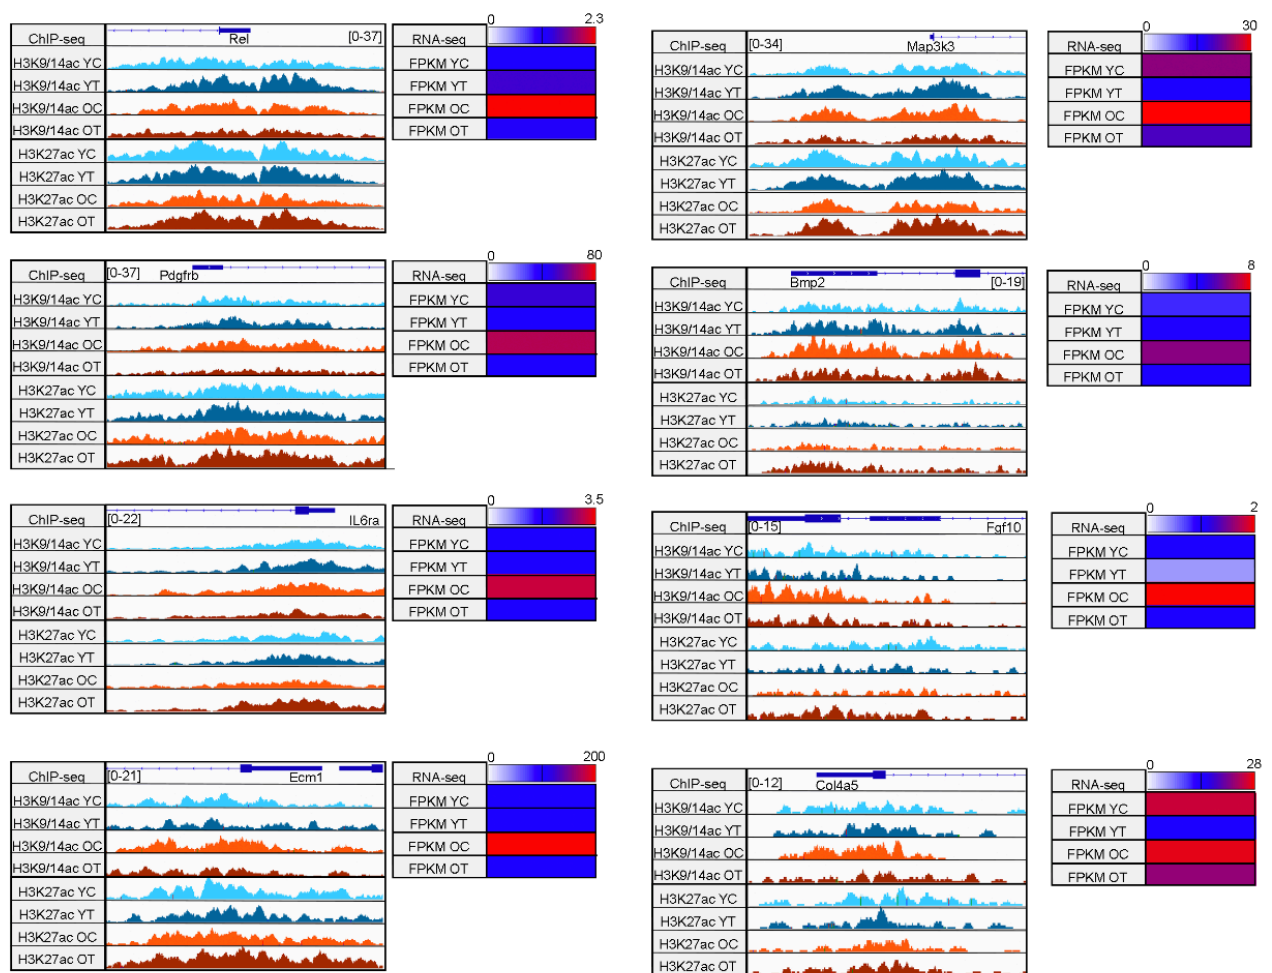 Rel [0-37]
ChIP-seq
H3K9/14ac YC
H3K9/14ac YT
H3K9/14ac OC
H3K9/14ac OT
H3K27ac YC
H3K27ac YT
H3K27ac OC
H3K27ac OT
0 2.3
RNA-seq
FPKM YC
FPKM YT
FPKM OC
FPKM OT
[0-34] Map3k3
ChIP-seq
H3K9/14ac YC
H3K9/14ac YT
H3K9/14ac OC
H3K9/14ac OT
H3K27ac YC
H3K27ac YT
H3K27ac OC
H3K27ac OT
0 30
RNA-seq
FPKM YC
FPKM YT
FPKM OC
FPKM OT
[0-37] Pdgfrb
ChIP-seq
H3K9/14ac YC
H3K9/14ac YT
H3K9/14ac OC
H3K9/14ac OT
H3K27ac YC
H3K27ac YT
H3K27ac OC
H3K27ac OT
0 80
RNA-seq
FPKM YC
FPKM YT
FPKM OC
FPKM OT
Bmp2 [0-19]
ChIP-seq
H3K9/14ac YC
H3K9/14ac YT
H3K9/14ac OC
H3K9/14ac OT
H3K27ac YC
H3K27ac YT
H3K27ac OC
H3K27ac OT
0 8
RNA-seq
FPKM YC
FPKM YT
FPKM OC
FPKM OT
[0-22] IL6ra
ChIP-seq
H3K9/14ac YC
H3K9/14ac YT
H3K9/14ac OC
H3K9/14ac OT
H3K27ac YC
H3K27ac YT
H3K27ac OC
H3K27ac OT
0 3.5
RNA-seq
FPKM YC
FPKM YT
FPKM OC
FPKM OT
[0-15] Fgf10
ChIP-seq
H3K9/14ac YC
H3K9/14ac YT
H3K9/14ac OC
H3K9/14ac OT
H3K27ac YC
H3K27ac YT
H3K27ac OC
H3K27ac OT
0 2
RNA-seq
FPKM YC
FPKM YT
FPKM OC
FPKM OT
[0-21] Ecm1
ChIP-seq
H3K9/14ac YC
H3K9/14ac YT
H3K9/14ac OC
H3K9/14ac OT
H3K27ac YC
H3K27ac YT
H3K27ac OC
H3K27ac OT
0 200
RNA-seq
FPKM YC
FPKM YT
FPKM OC
FPKM OT
[0-12] Col4a5
ChIP-seq
H3K9/14ac YC
H3K9/14ac YT
H3K9/14ac OC
H3K9/14ac OT
H3K27ac YC
H3K27ac YT
H3K27ac OC
H3K27ac OT
0 28
RNA-seq
FPKM YC
FPKM YT
FPKM OC
FPKM OT